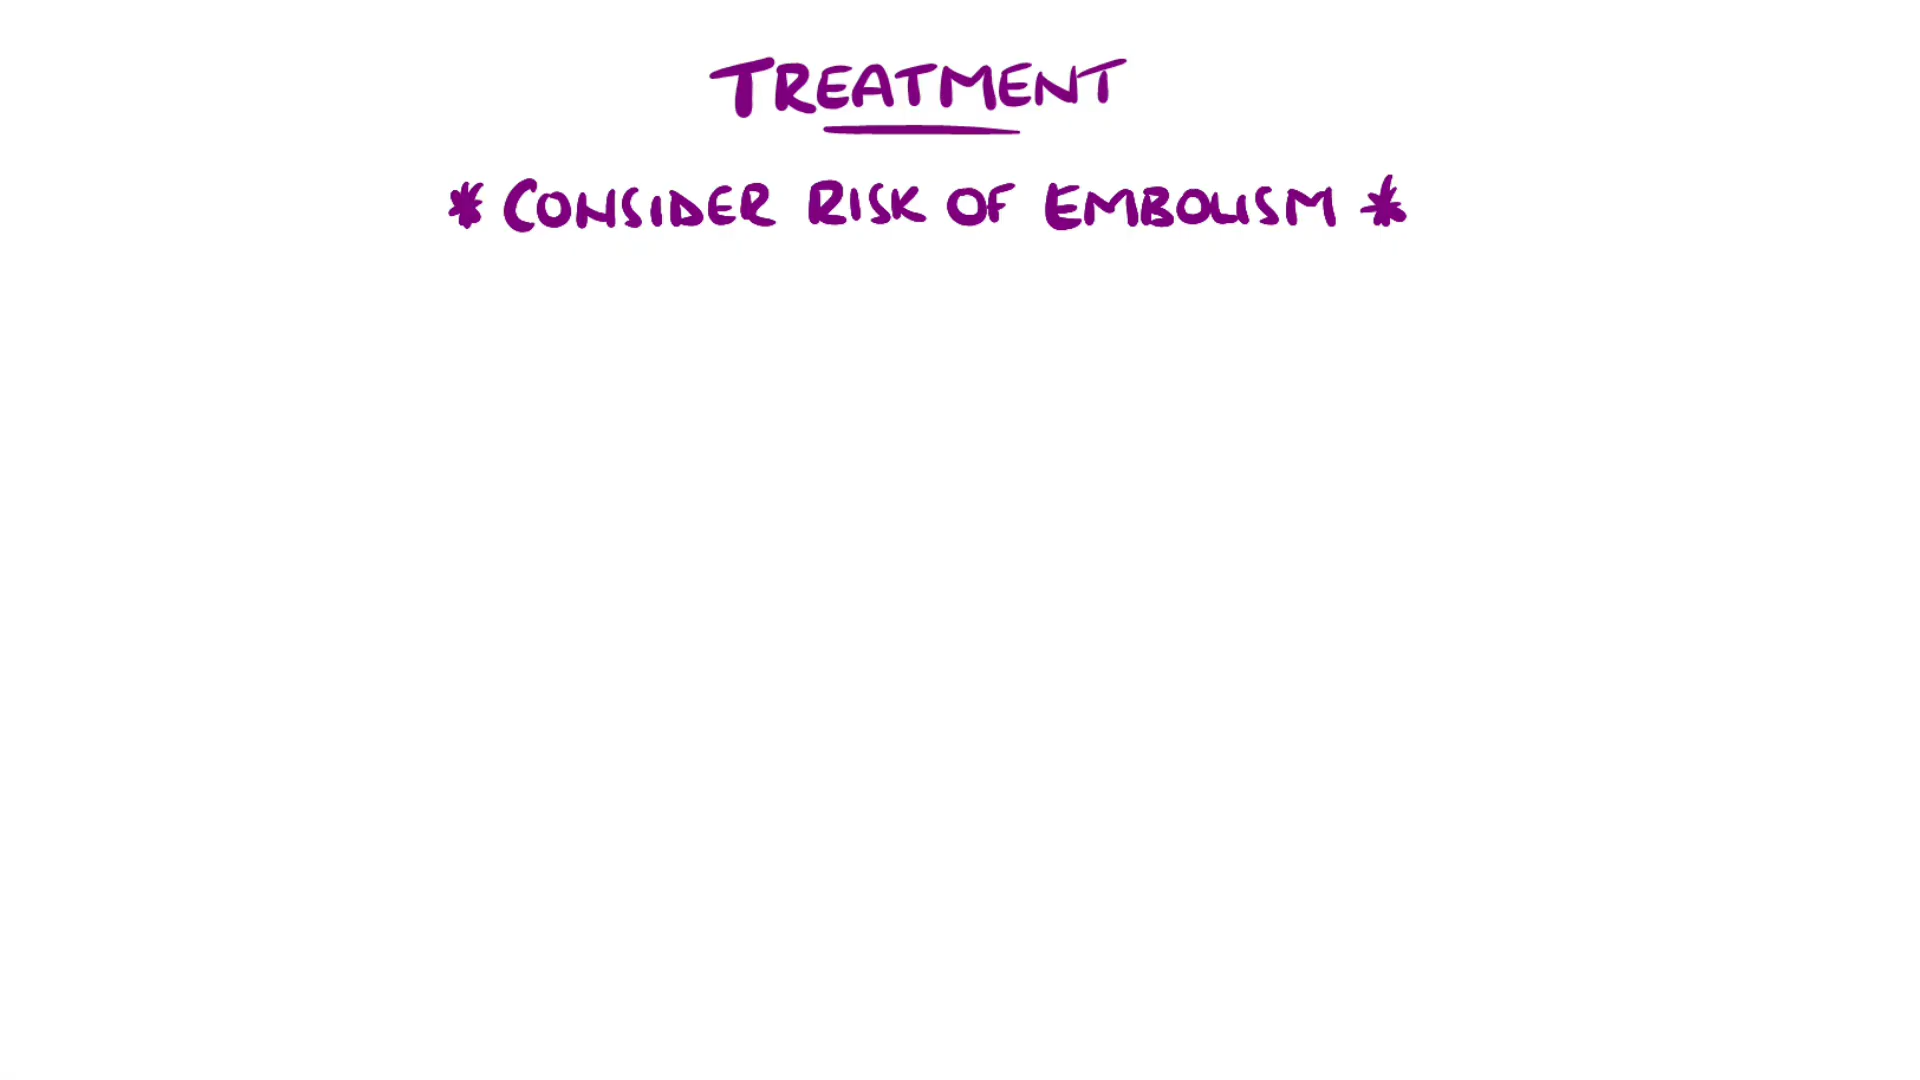 TREATMENT
* CONSIDER RISK OF EMBOLISM *